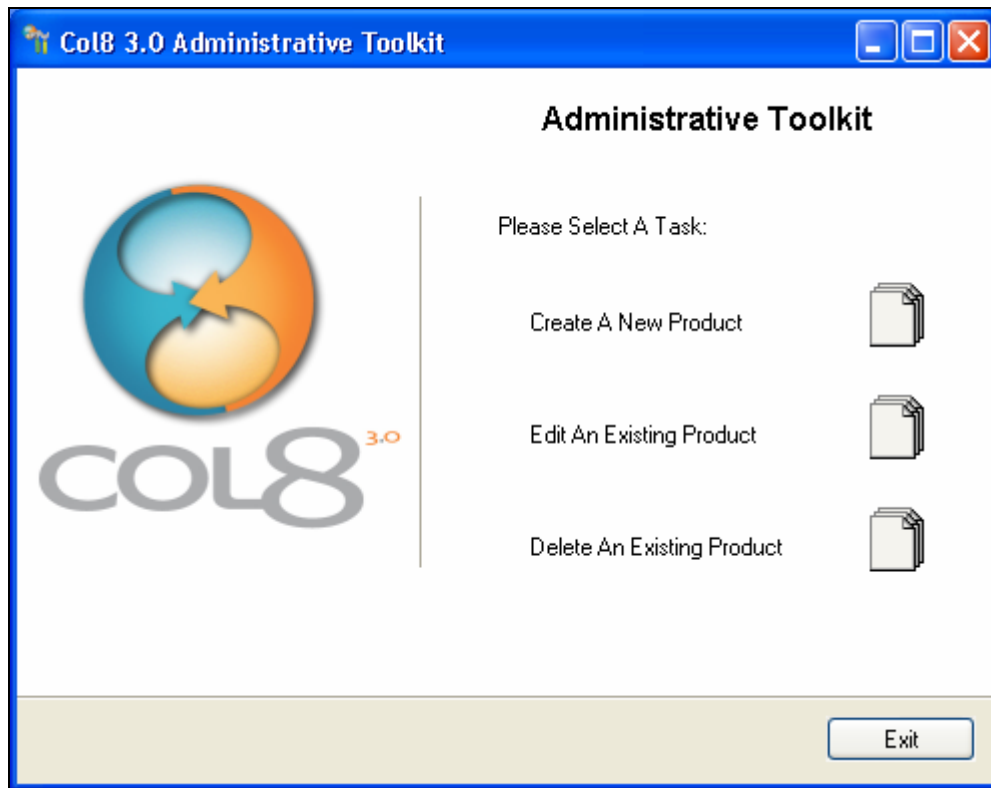 Col8 3.0 Administrative Toolkit
Administrative Toolkit
Please Select A Task:
Create A New Product
Edit An Existing Product
Delete An Existing Product
COL8 3.0
Exit